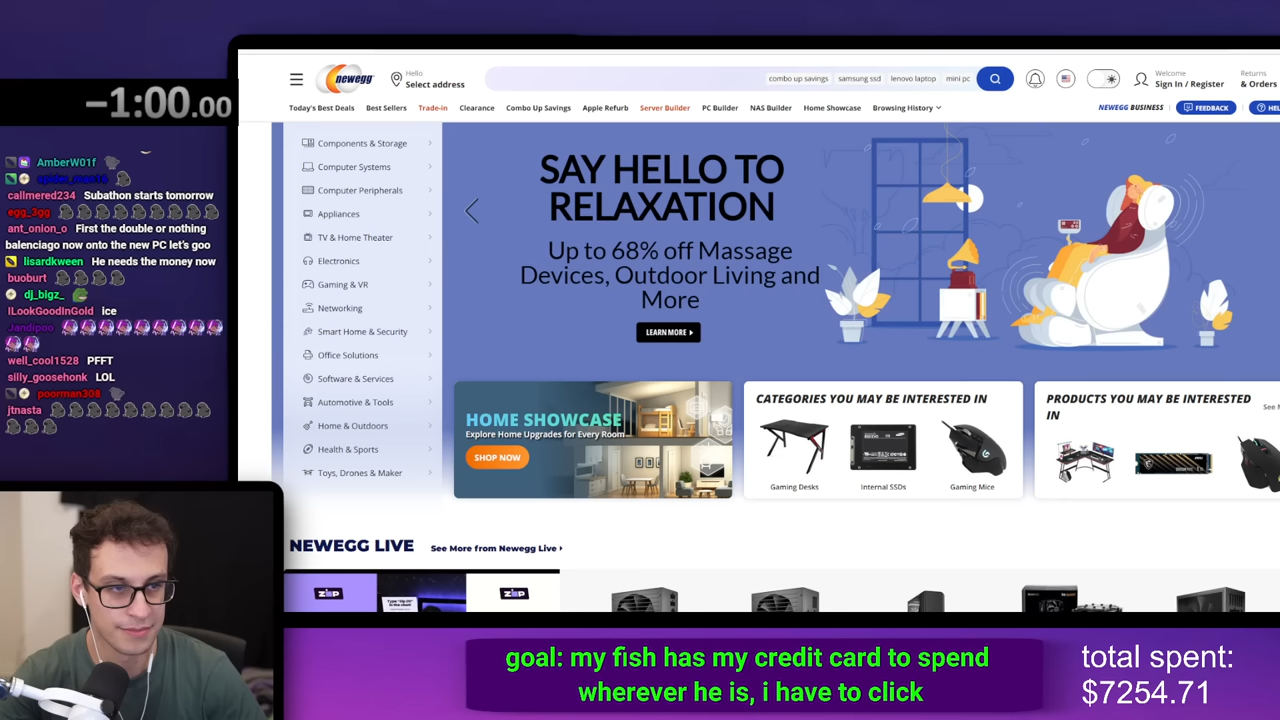 −1:00.00
AmberW01f
spider_man16
callmered234 Subathon starts tomorrow
egg_3gg
ant_onion_o First the double or nothing
balenciago now onto the new PC let's goo
lisardkween He needs the money now
buoburt
dj_bigz_
ILookGoodInGold ice
Jandipoo
well_cool1528 PFFT
silly_goosehonk LOL
poorman308
jtnasta
newegg
Hello
Select address
combo up savings
samsung ssd
lenovo laptop
mini pc
Welcome
Sign In / Register
Returns
& Orders
Today's Best Deals
Best Sellers
Trade-in
Clearance
Combo Up Savings
Apple Refurb
Server Builder
PC Builder
NAS Builder
Home Showcase
Browsing History
NEWEGG BUSINESS
FEEDBACK
HEL
Components & Storage
Computer Systems
Computer Peripherals
Appliances
TV & Home Theater
Electronics
Gaming & VR
Networking
Smart Home & Security
Office Solutions
Software & Services
Automotive & Tools
Home & Outdoors
Health & Sports
Toys, Drones & Maker
SAY HELLO TO
RELAXATION
Up to 68% off Massage
Devices, Outdoor Living and
More
LEARN MORE
HOME SHOWCASE
Explore Home Upgrades for Every Room
SHOP NOW
CATEGORIES YOU MAY BE INTERESTED IN
Gaming Desks
Internal SSDs
Gaming Mice
PRODUCTS YOU MAY BE INTERESTED
IN
See M
NEWEGG LIVE
See More from Newegg Live
ZIP
ZIP
goal: my fish has my credit card to spend
wherever he is, i have to click
total spent:
$7254.71